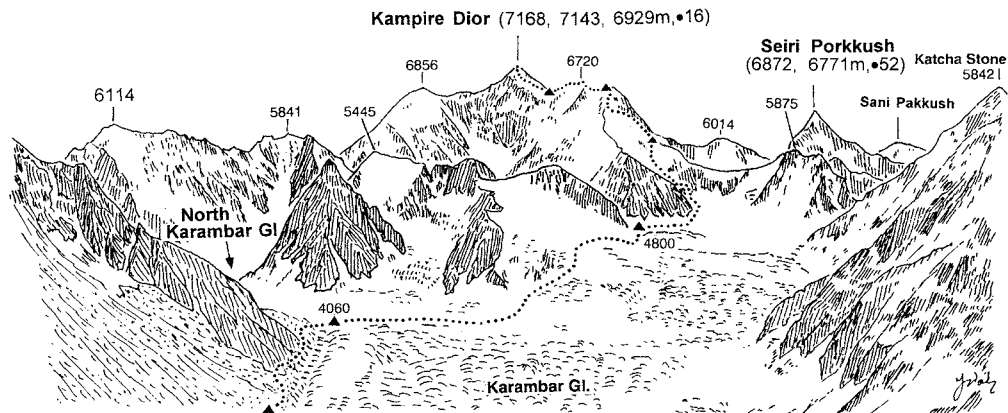 Kampire Dior (7168, 7143, 6929m,•16)
Seiri Porkkush
(6872, 6771m,•52)
Katcha Stone
5842
6856
6720
6114
5841
5445
6014
5875
Sani Pakkush
North
Karambar Gl.
4800
4060
Karambar Gl.